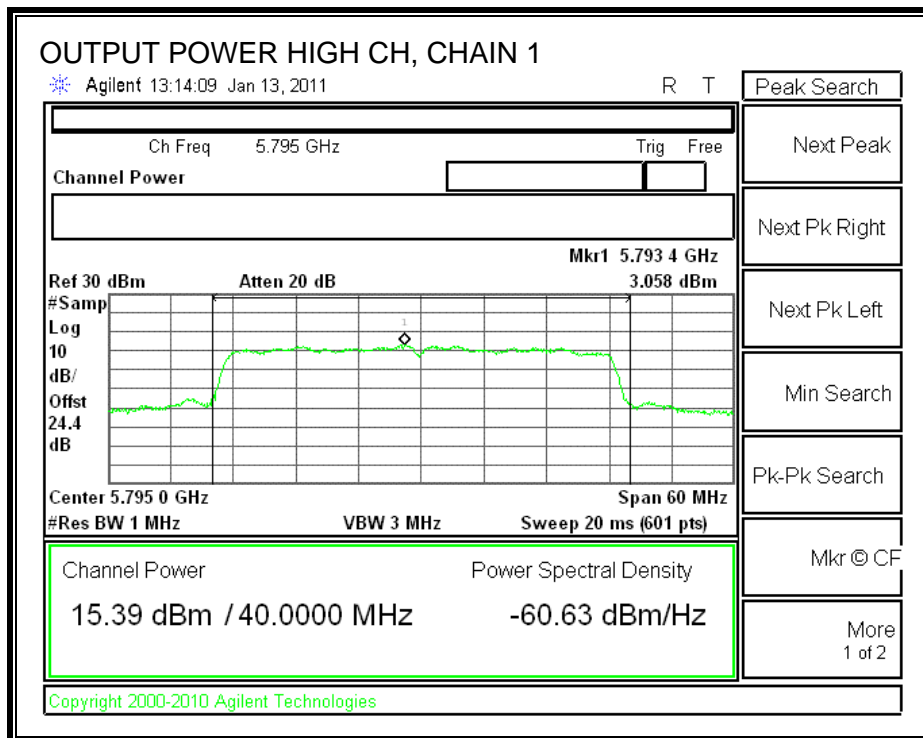 OUTPUT POWER HIGH CH, CHAIN 1
Agilent 13:14:09 Jan 13, 2011 R T
Peak Search
Ch Freq 5.795 GHz Trig Free
Channel Power
Mkr1 5.793 4 GHz
Ref 30 dBm Atten 20 dB 3.058 dBm
#Samp
Log
10
dB/
Offst
24.4
dB
1
Center 5.795 0 GHz Span 60 MHz
#Res BW 1 MHz VBW 3 MHz Sweep 20 ms (601 pts)
Channel Power Power Spectral Density
15.39 dBm / 40.0000 MHz -60.63 dBm/Hz
Next Peak
Next Pk Right
Next Pk Left
Min Search
Pk-Pk Search
Mkr © CF
More
1 of 2
Copyright 2000-2010 Agilent Technologies